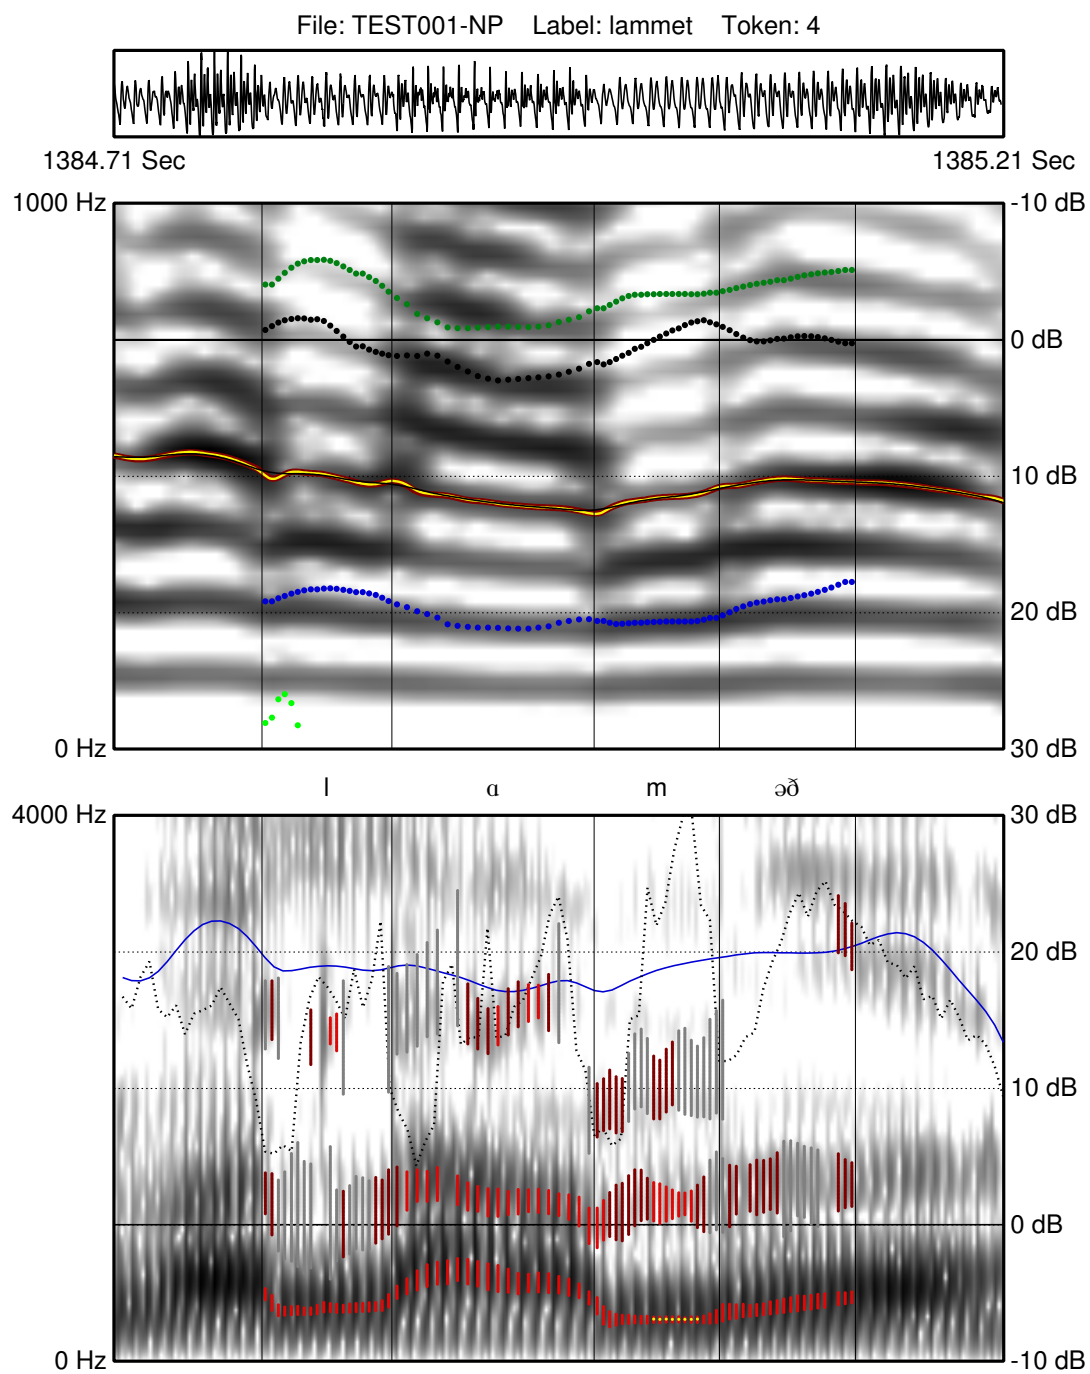 File: TEST001-NP    Label: lammet    Token: 4
1384.71 Sec    1385.21 Sec
1000 Hz    -10 dB
0 dB
10 dB
20 dB
0 Hz    30 dB
l    ɑ    m    əð
4000 Hz    30 dB
20 dB
10 dB
0 dB
0 Hz    -10 dB